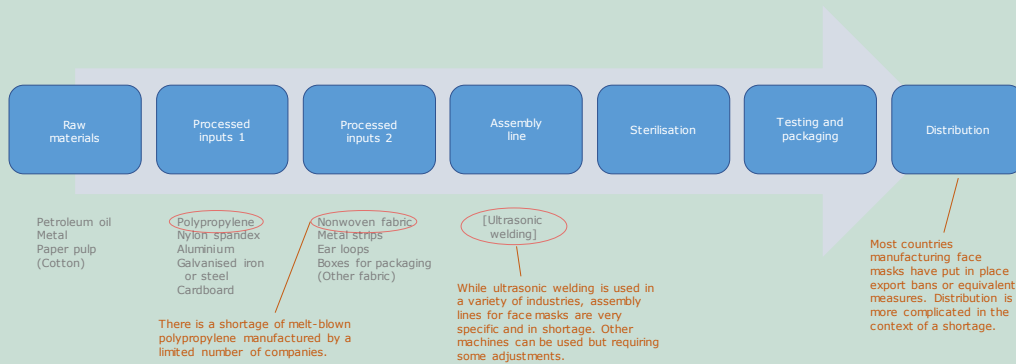 Raw
materials
Processed
inputs 1
Processed
inputs 2
Assembly
line
Sterilisation
Testing and
packaging
Distribution
Petroleum oil
Metal
Paper pulp
(Cotton)
Polypropylene
Nylon spandex
Aluminium
Galvanised iron
or steel
Cardboard
Nonwoven fabric
Metal strips
Ear loops
Boxes for packaging
(Other fabric)
[Ultrasonic
welding]
There is a shortage of melt-blown
polypropylene manufactured by a
limited number of companies.
While ultrasonic welding is used in
a variety of industries, assembly
lines for face masks are very
specific and in shortage. Other
machines can be used but requiring
some adjustments.
Most countries
manufacturing face
masks have put in place
export bans or equivalent
measures. Distribution is
more complicated in the
context of a shortage.